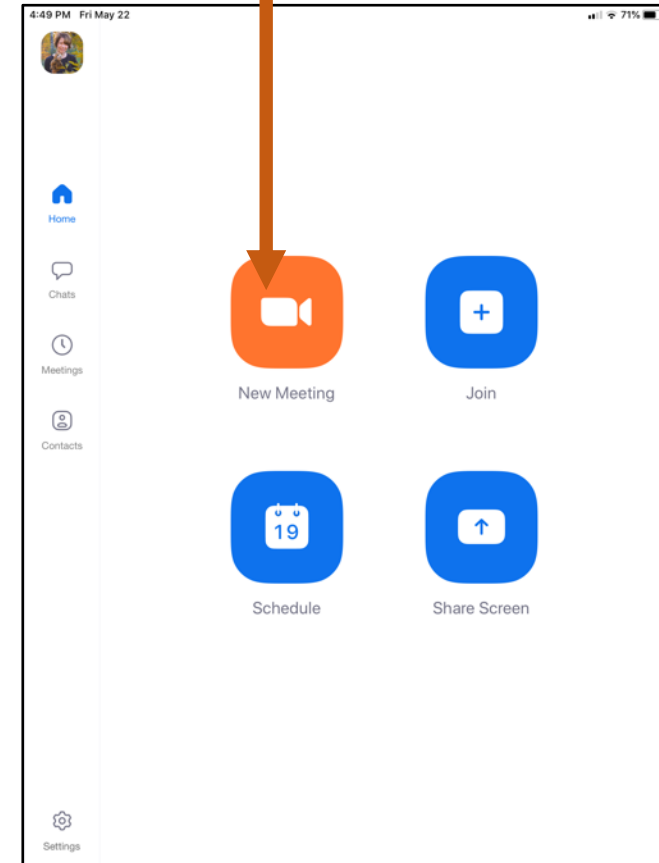 4:49 PM Fri May 22
71%
Home
Chats
Meetings
Contacts
New Meeting
Join
19
Schedule
Share Screen
Settings